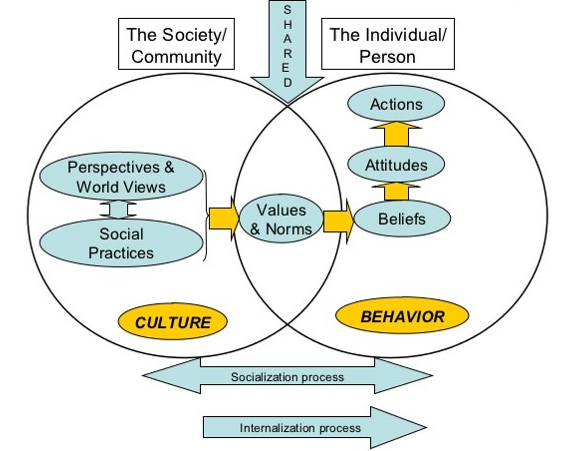 The Society/
Community
SHARED
The Individual/
Person
Actions
Attitudes
Beliefs
Perspectives &
World Views
Social
Practices
Values
& Norms
CULTURE
BEHAVIOR
Socialization process
Internalization process